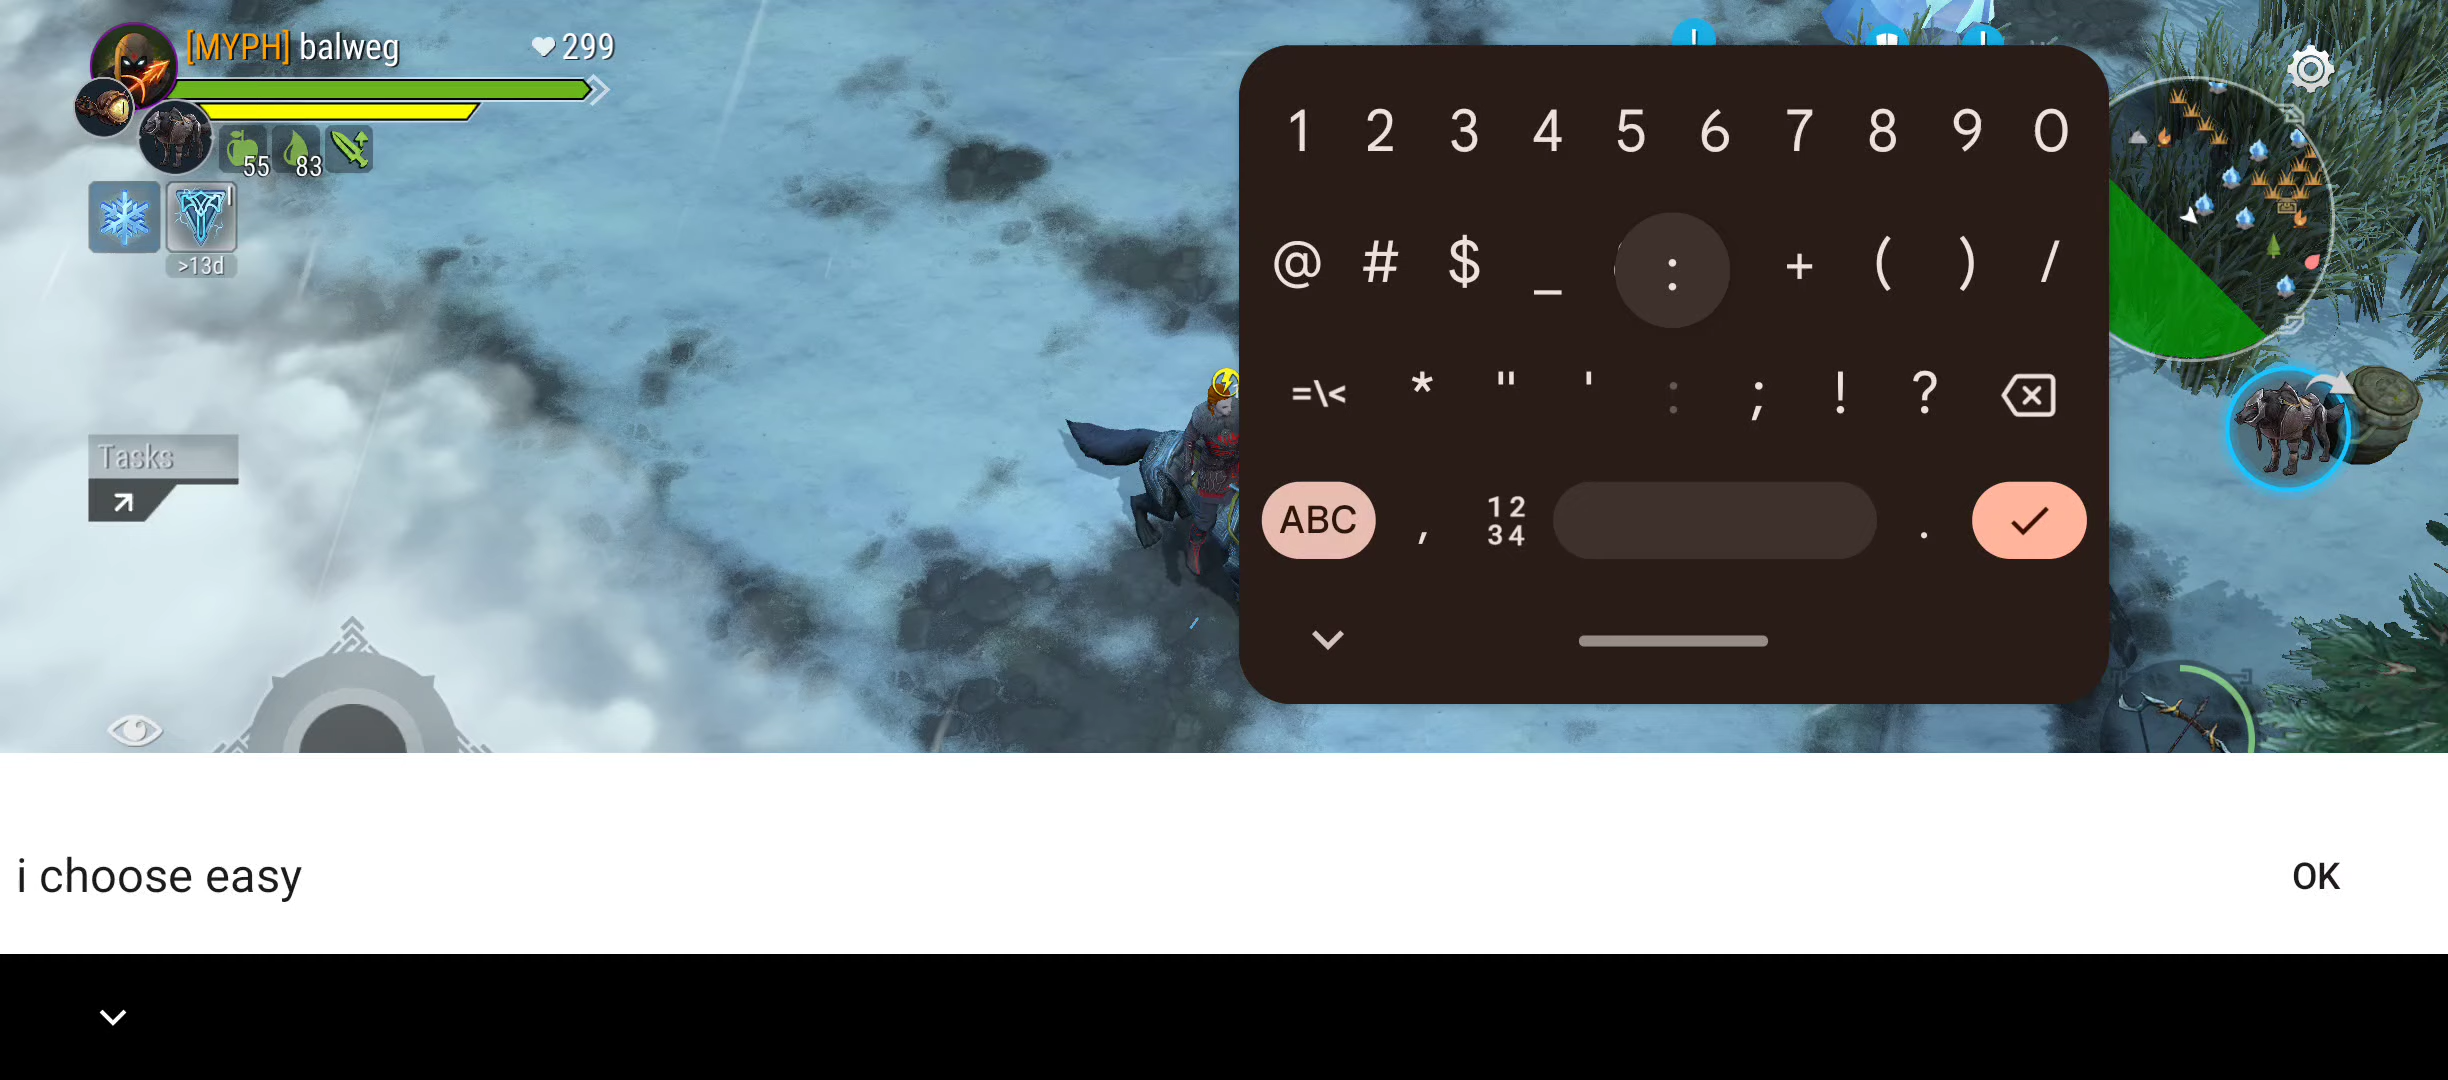 [MYPH] balweg 299
55 83
>13d
Tasks
1 2 3 4 5 6 7 8 9 0
@ # $ _ : + ( ) /
=\< * " ' : ; ! ?
ABC , 12 34 .
i choose easy OK